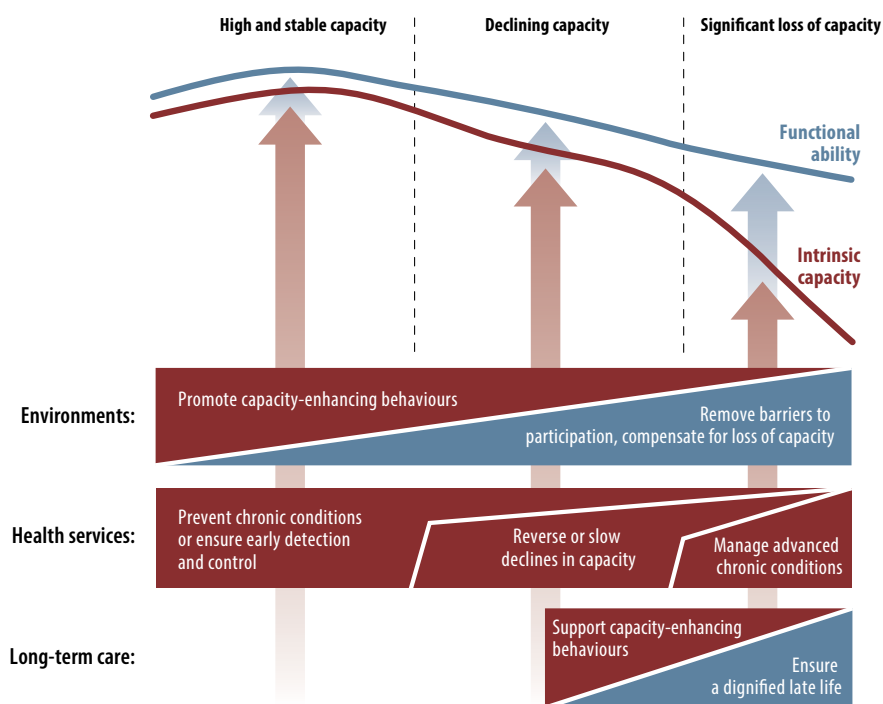 High and stable capacity
Declining capacity
Significant loss of capacity
Functional
ability
Intrinsic
capacity
Environments:
Promote capacity-enhancing behaviours
Remove barriers to
participation, compensate for loss of capacity
Health services:
Prevent chronic conditions
or ensure early detection
and control
Reverse or slow
declines in capacity
Manage advanced
chronic conditions
Long-term care:
Support capacity-enhancing
behaviours
Ensure
a dignified late life